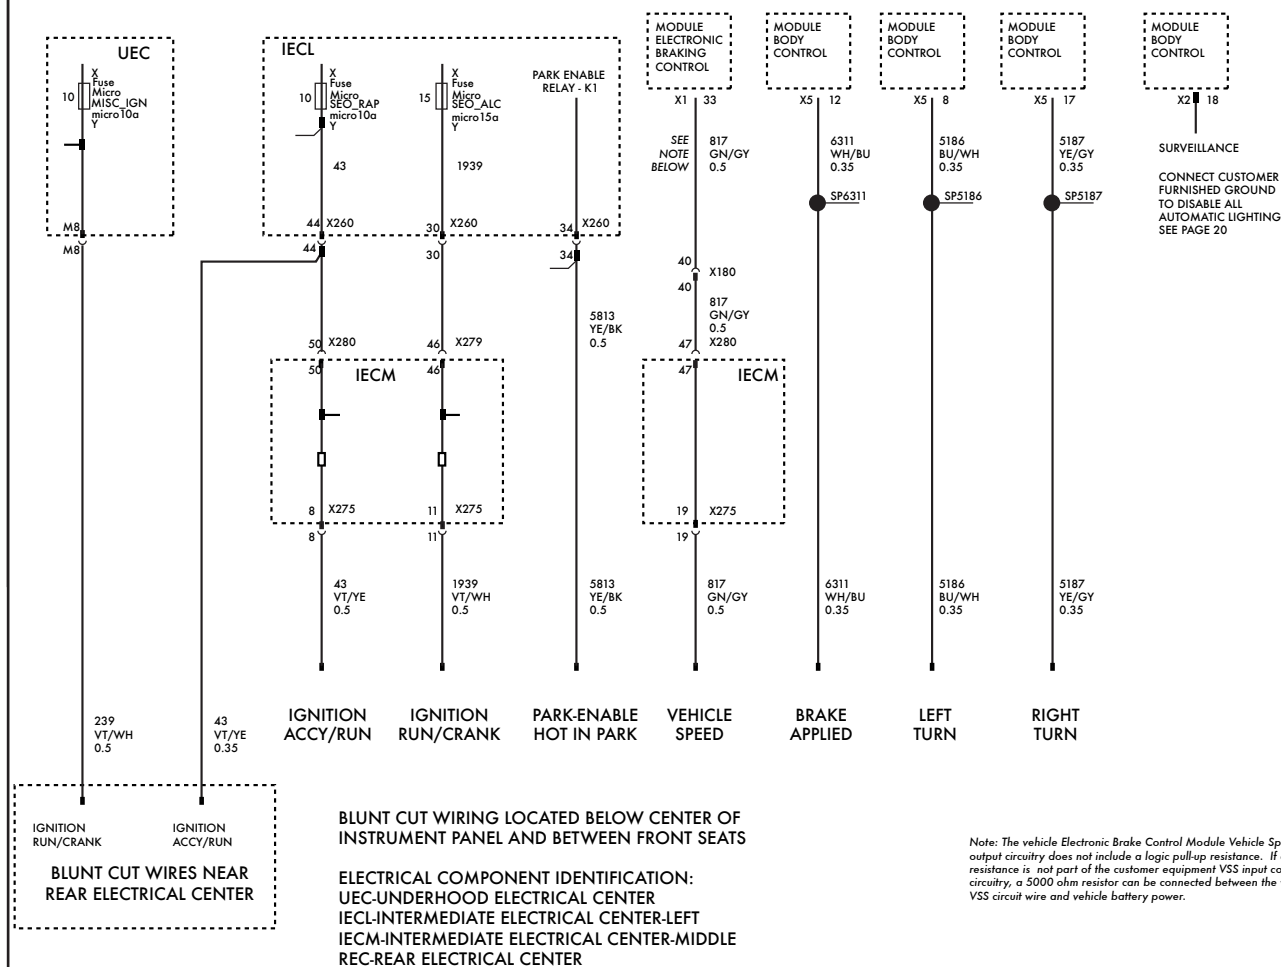 UEC
X
Fuse
Micro
MISC_IGN
micro10a
Y
10
M8
M8
IECL
X
Fuse
Micro
SEO_RAP
micro10a
Y
10
43
44 X260
44
X
Fuse
Micro
SEO_ALC
micro15a
Y
15
1939
30 X260
30
PARK ENABLE
RELAY - K1
34 X260
34
5813
YE/BK
0.5
50 X280
50
46 X279
46
IECM
8 X275
8
11 X275
11
43
VT/YE
0.5
1939
VT/WH
0.5
5813
YE/BK
0.5
MODULE
ELECTRONIC
BRAKING
CONTROL
X1 33
SEE
NOTE
BELOW
817
GN/GY
0.5
40
X180
40
817
GN/GY
0.5
47 X280
47
IECM
19 X275
19
817
GN/GY
0.5
MODULE
BODY
CONTROL
X5 12
6311
WH/BU
0.35
SP6311
6311
WH/BU
0.35
MODULE
BODY
CONTROL
X5 8
5186
BU/WH
0.35
SP5186
5186
BU/WH
0.35
MODULE
BODY
CONTROL
X5 17
5187
YE/GY
0.35
SP5187
5187
YE/GY
0.35
MODULE
BODY
CONTROL
X2 18
SURVEILLANCE
CONNECT CUSTOMER
FURNISHED GROUND
TO DISABLE ALL
AUTOMATIC LIGHTING
SEE PAGE 20
IGNITION
ACCY/RUN
IGNITION
RUN/CRANK
PARK-ENABLE
HOT IN PARK
VEHICLE
SPEED
BRAKE
APPLIED
LEFT
TURN
RIGHT
TURN
239
VT/WH
0.5
43
VT/YE
0.35
IGNITION
RUN/CRANK
IGNITION
ACCY/RUN
BLUNT CUT WIRES NEAR
REAR ELECTRICAL CENTER
BLUNT CUT WIRING LOCATED BELOW CENTER OF
INSTRUMENT PANEL AND BETWEEN FRONT SEATS
ELECTRICAL COMPONENT IDENTIFICATION:
UEC-UNDERHOOD ELECTRICAL CENTER
IECL-INTERMEDIATE ELECTRICAL CENTER-LEFT
IECM-INTERMEDIATE ELECTRICAL CENTER-MIDDLE
REC-REAR ELECTRICAL CENTER
Note: The vehicle Electronic Brake Control Module Vehicle Sp
output circuitry does not include a logic pull-up resistance. If
resistance is not part of the customer equipment VSS input co
circuitry, a 5000 ohm resistor can be connected between the
VSS circuit wire and vehicle battery power.